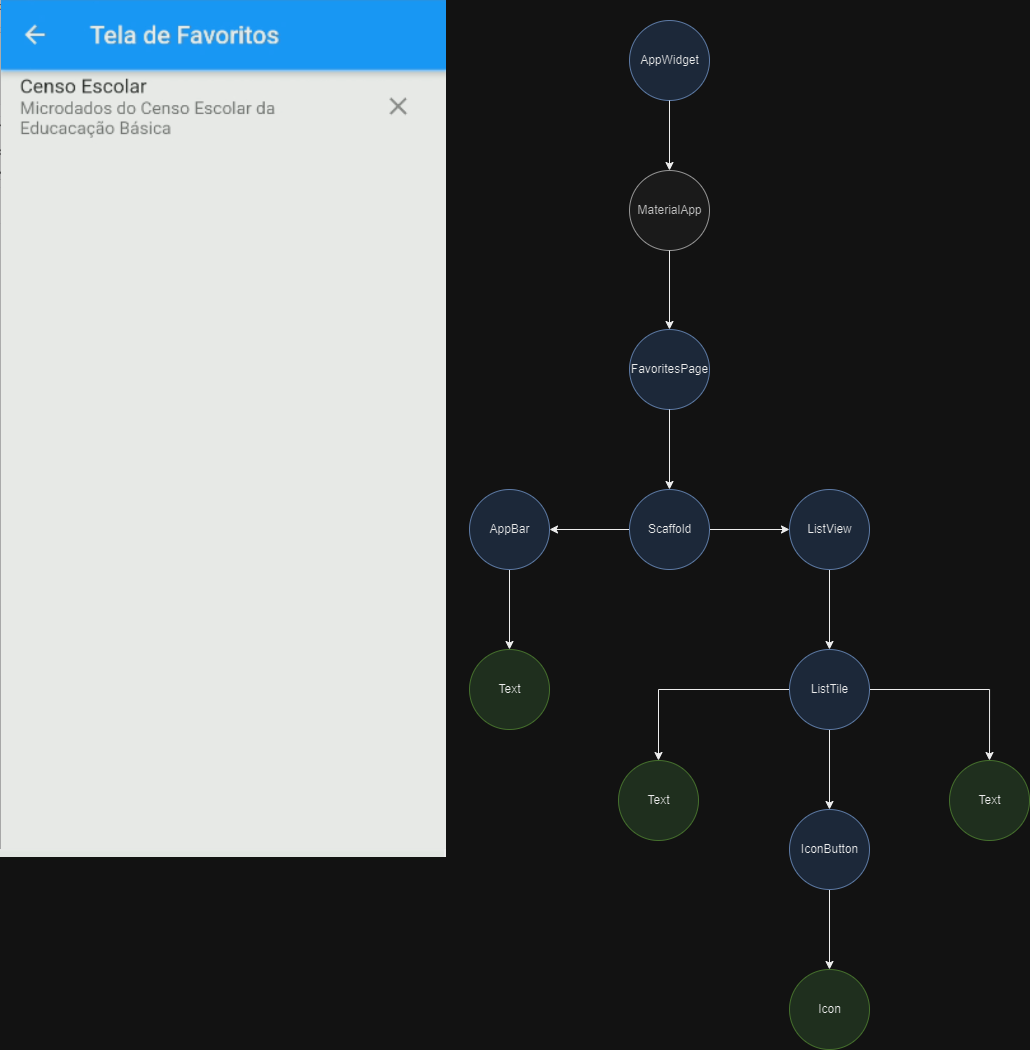 Tela de Favoritos
Censo Escolar
Microdados do Censo Escolar da
Educacação Básica
AppWidget
MaterialApp
FavoritesPage
AppBar
Scaffold
ListView
Text
ListTile
Text
Text
IconButton
Icon